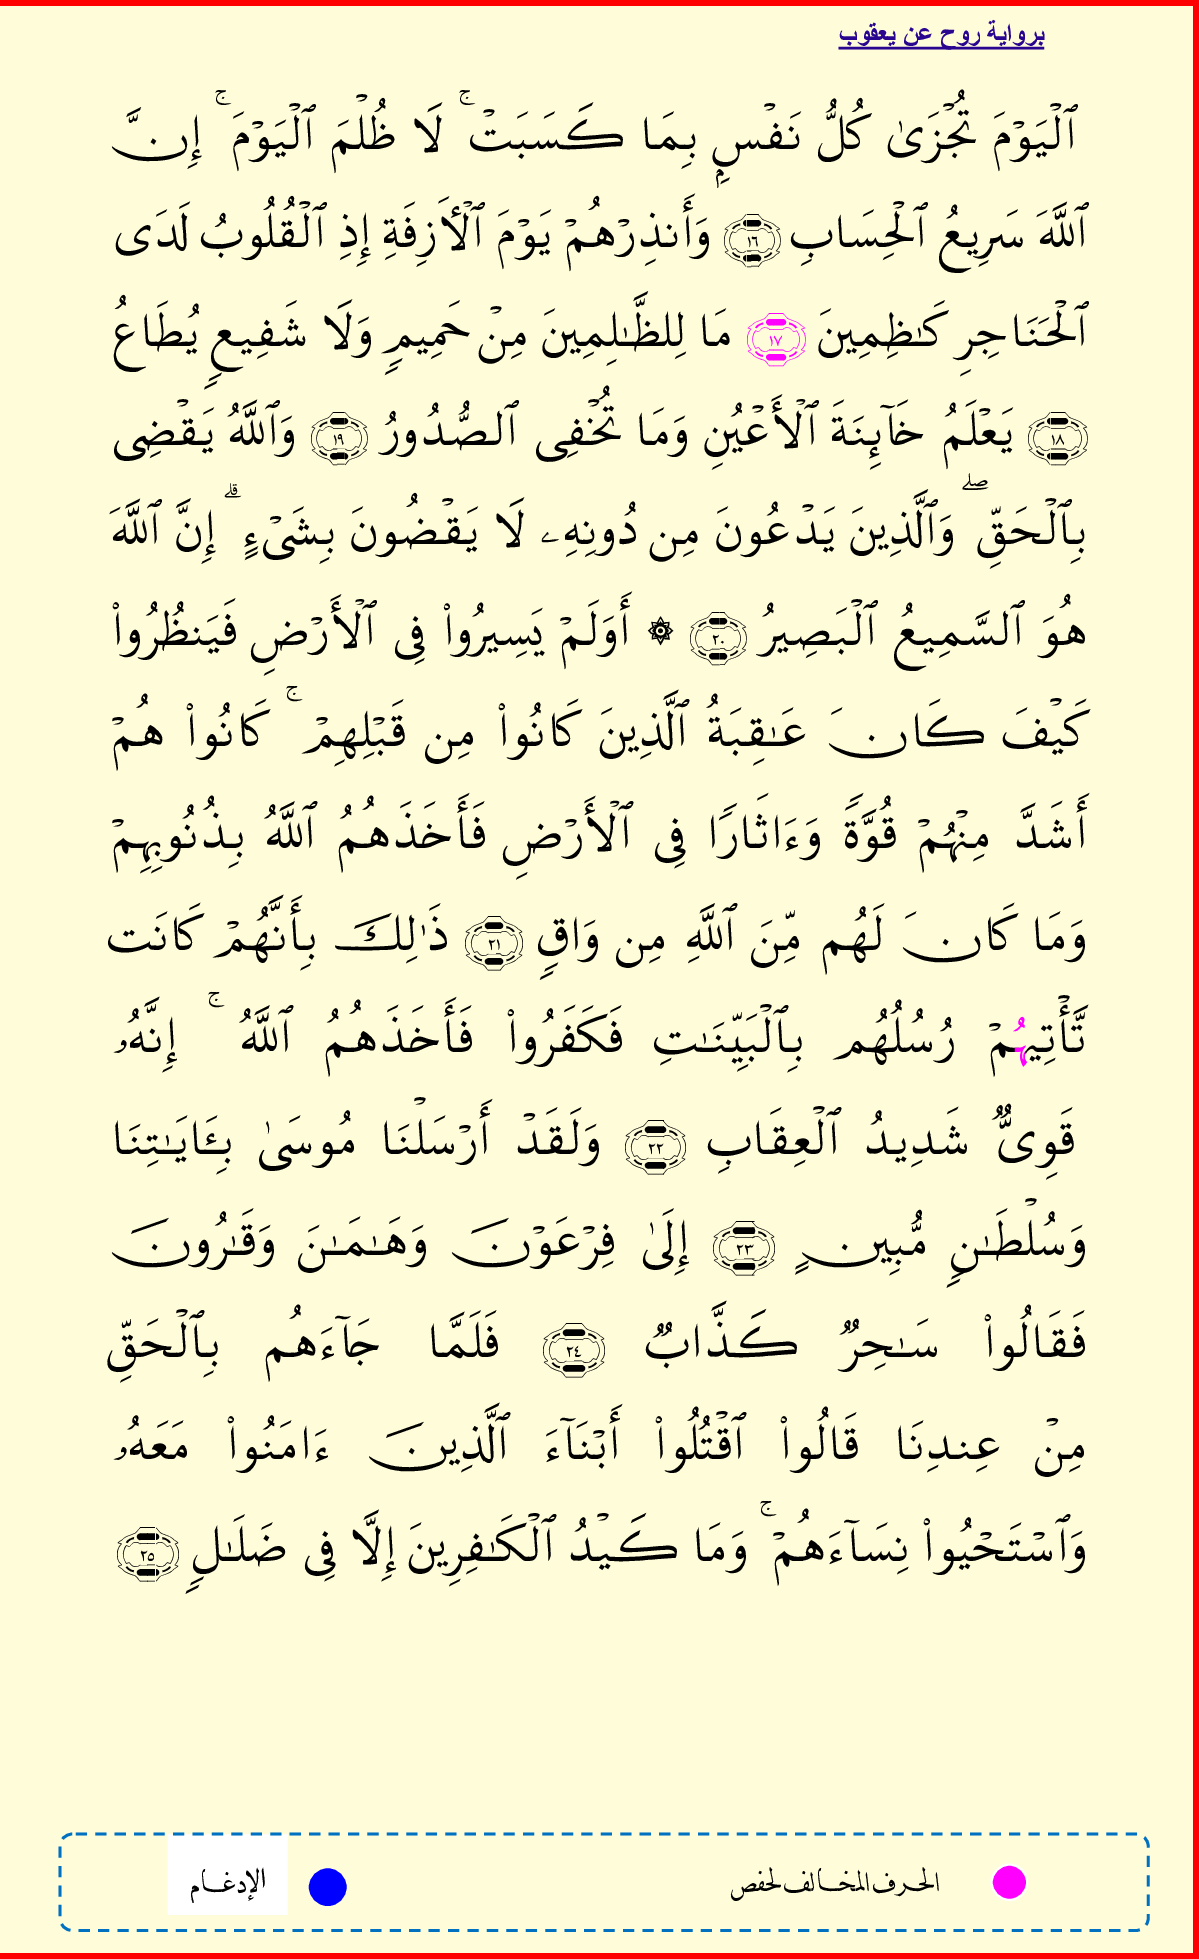 برواية روح عن يعقوب
ٱلۡيَوۡمَ تُجۡزَىٰ كُلُّ نَفۡسِۭ بِمَا كَسَبَتۡۚ لَا ظُلۡمَ ٱلۡيَوۡمَۚ إِنَّ
ٱللَّهَ سَرِيعُ ٱلۡحِسَابِ ١٦ وَأَنذِرۡهُمۡ يَوۡمَ ٱلۡأٓزِفَةِ إِذِ ٱلۡقُلُوبُ لَدَى
ٱلۡحَنَاجِرِ كَٰظِمِينَ ١٧ مَا لِلظَّٰلِمِينَ مِنۡ حَمِيمٖ وَلَا شَفِيعٖ يُطَاعُ
١٨ يَعۡلَمُ خَآئِنَةَ ٱلۡأَعۡيُنِ وَمَا تُخۡفِى ٱلصُّدُورُ ١٩ وَٱللَّهُ يَقۡضِى
بِٱلۡحَقِّۖ وَٱلَّذِينَ يَدۡعُونَ مِن دُونِهِۦ لَا يَقۡضُونَ بِشَىۡءٍۗ إِنَّ ٱللَّهَ
هُوَ ٱلسَّمِيعُ ٱلۡبَصِيرُ ٢٠ ۞ أَوَلَمۡ يَسِيرُواْ فِى ٱلۡأَرۡضِ فَيَنظُرُواْ
كَيۡفَ كَانَ عَٰقِبَةُ ٱلَّذِينَ كَانُواْ مِن قَبۡلِهِمۡۚ كَانُواْ هُمۡ
أَشَدَّ مِنۡهُمۡ قُوَّةٗ وَءَاثَارٗا فِى ٱلۡأَرۡضِ فَأَخَذَهُمُ ٱللَّهُ بِذُنُوبِهِمۡ
وَمَا كَانَ لَهُم مِّنَ ٱللَّهِ مِن وَاقٖ ٢١ ذَٰلِكَ بِأَنَّهُمۡ كَانَت
تَّأۡتِيهُمۡ رُسُلُهُم بِٱلۡبَيِّنَٰتِ فَكَفَرُواْ فَأَخَذَهُمُ ٱللَّهُۚ إِنَّهُۥ
قَوِىّٞ شَدِيدُ ٱلۡعِقَابِ ٢٢ وَلَقَدۡ أَرۡسَلۡنَا مُوسَىٰ بِـَٔايَٰتِنَا
وَسُلۡطَٰنٖ مُّبِينٍ ٢٣ إِلَىٰ فِرۡعَوۡنَ وَهَٰمَٰنَ وَقَٰرُونَ
فَقَالُواْ سَٰحِرٞ كَذَّابٞ ٢٤ فَلَمَّا جَآءَهُم بِٱلۡحَقِّ
مِنۡ عِندِنَا قَالُواْ ٱقۡتُلُواْ أَبۡنَآءَ ٱلَّذِينَ ءَامَنُواْ مَعَهُۥ
وَٱسۡتَحۡيُواْ نِسَآءَهُمۡۚ وَمَا كَيۡدُ ٱلۡكَٰفِرِينَ إِلَّا فِى ضَلَٰلٖ ٢٥
الحرف المخالف لحفص
الإدغام